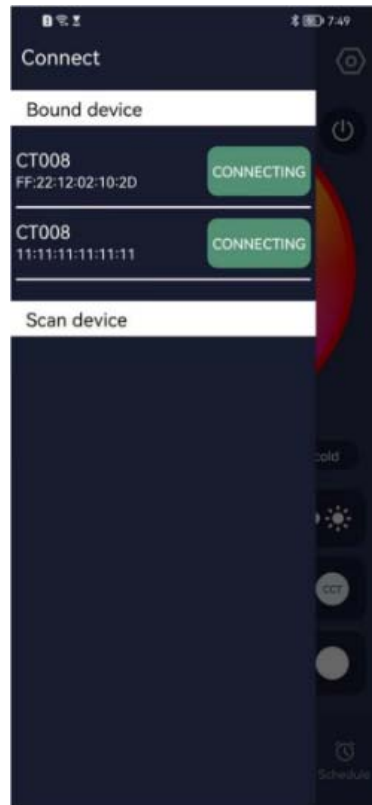 7:49
Connect
Bound device
CT008
FF:22:12:02:10:2D
CONNECTING
CT008
11:11:11:11:11:11
CONNECTING
Scan device
cold
CCT
Schedule